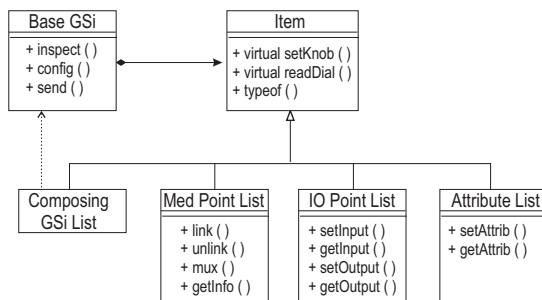 Base GSi
+ inspect ( )
+ config ( )
+ send ( )
Item
+ virtual setKnob ( )
+ virtual readDial ( )
+ typeof ( )
Composing
GSi List
Med Point List
+ link ( )
+ unlink ( )
+ mux ( )
+ getInfo ( )
IO Point List
+ setInput ( )
+ getInput ( )
+ setOutput ( )
+ getOutput ( )
Attribute List
+ setAttrib ( )
+ getAttrib ( )